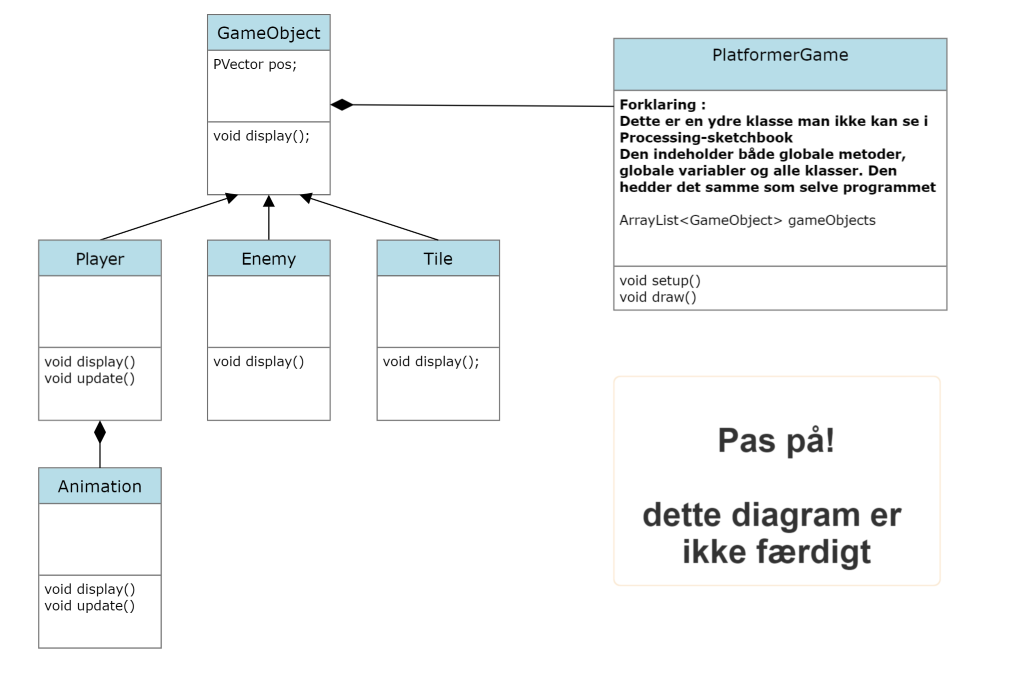 GameObject
PVector pos;
void display();
PlatformerGame
Forklaring :
Dette er en ydre klasse man ikke kan se i
Processing-sketchbook
Den indeholder både globale metoder,
globale variabler og alle klasser. Den
hedder det samme som selve programmet
ArrayList<GameObject> gameObjects
void setup()
void draw()
Player
void display()
void update()
Enemy
void display()
Tile
void display();
Animation
void display()
void update()
Pas på!
dette diagram er
ikke færdigt